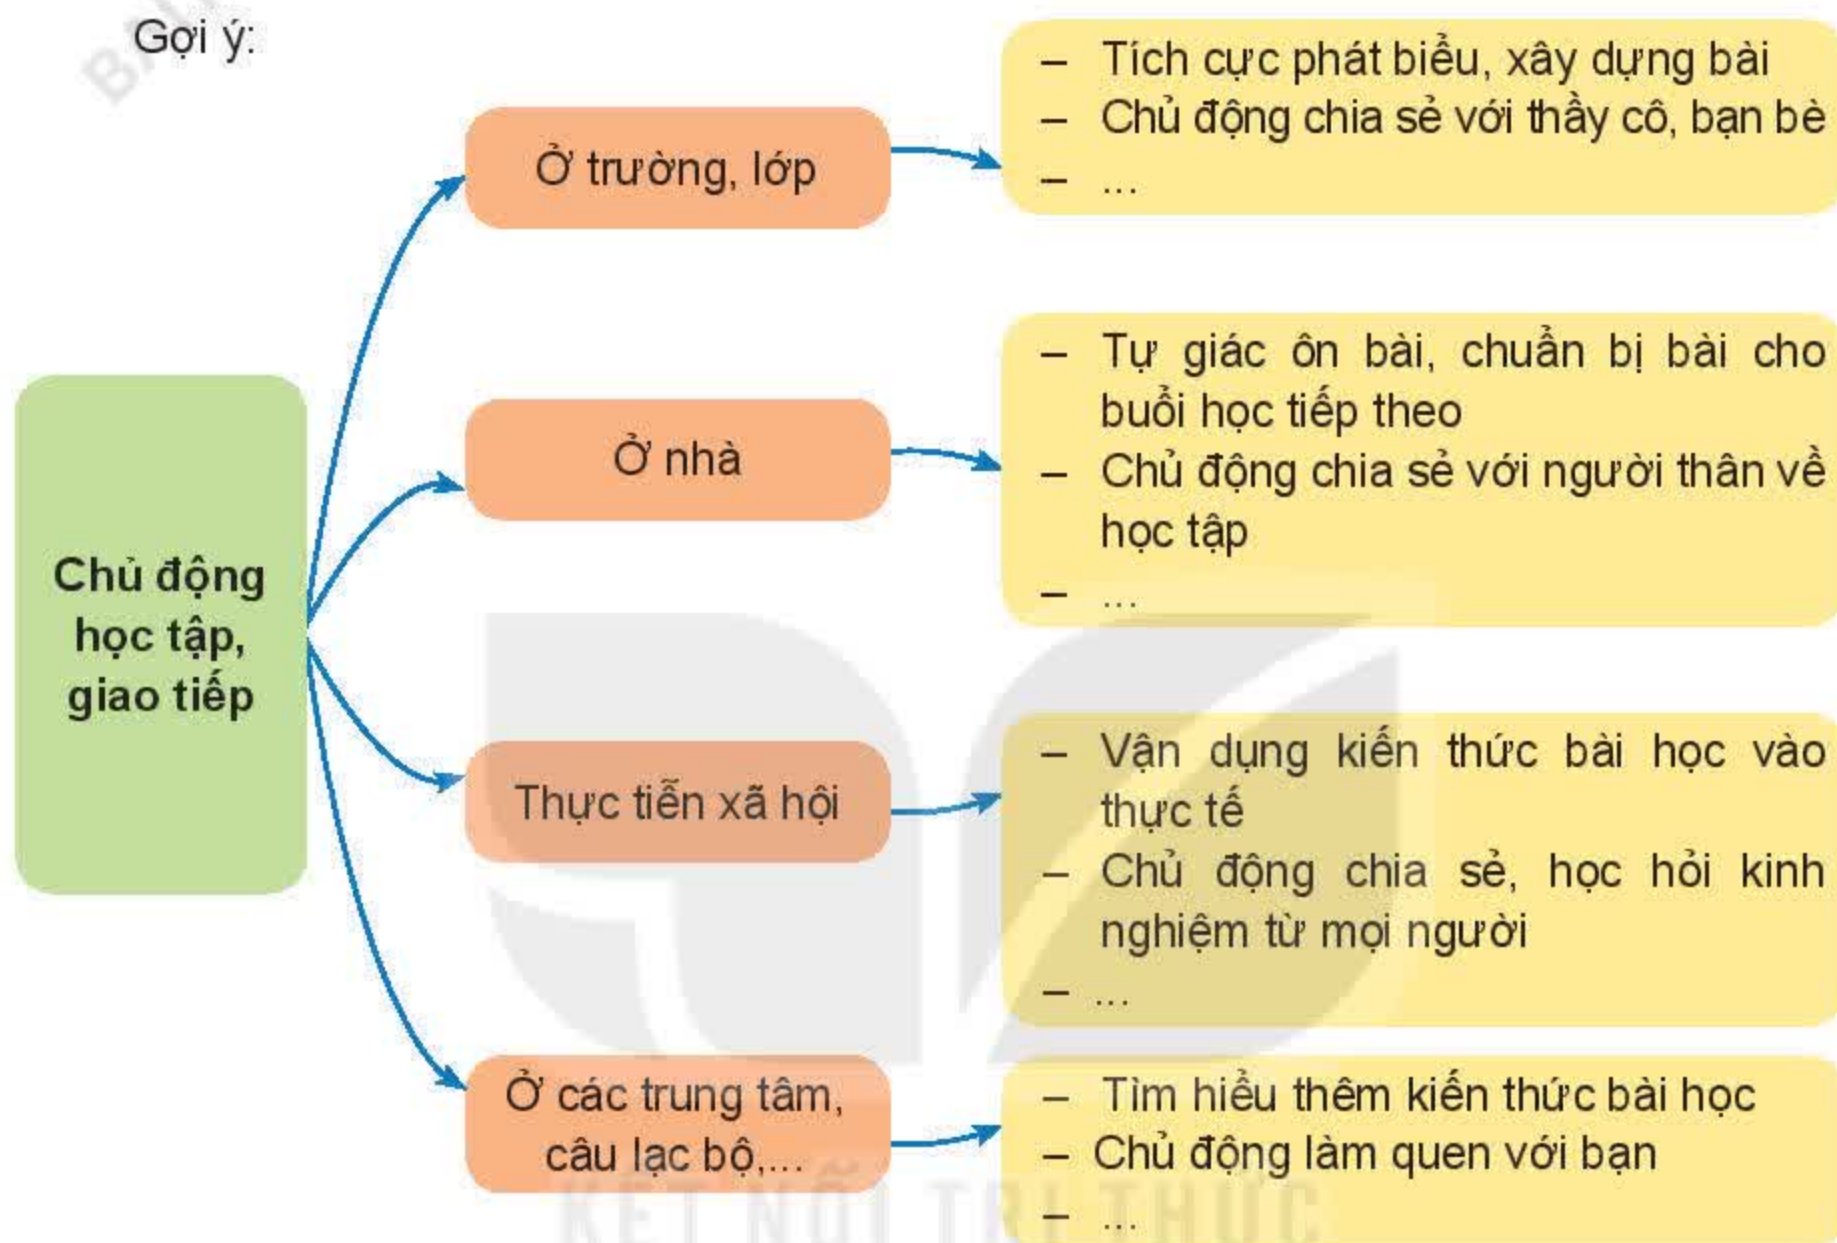 Gợi ý:
Chủ động
học tập,
giao tiếp
Ở trường, lớp
– Tích cực phát biểu, xây dựng bài
– Chủ động chia sẻ với thầy cô, bạn bè
– ...
Ở nhà
– Tự giác ôn bài, chuẩn bị bài cho
buổi học tiếp theo
– Chủ động chia sẻ với người thân về
học tập
– ...
Thực tiễn xã hội
– Vận dụng kiến thức bài học vào
thực tế
– Chủ động chia sẻ, học hỏi kinh
nghiệm từ mọi người
– ...
Ở các trung tâm,
câu lạc bộ,...
– Tìm hiểu thêm kiến thức bài học
– Chủ động làm quen với bạn
– ...
KẾT NỐI TRI THỨC